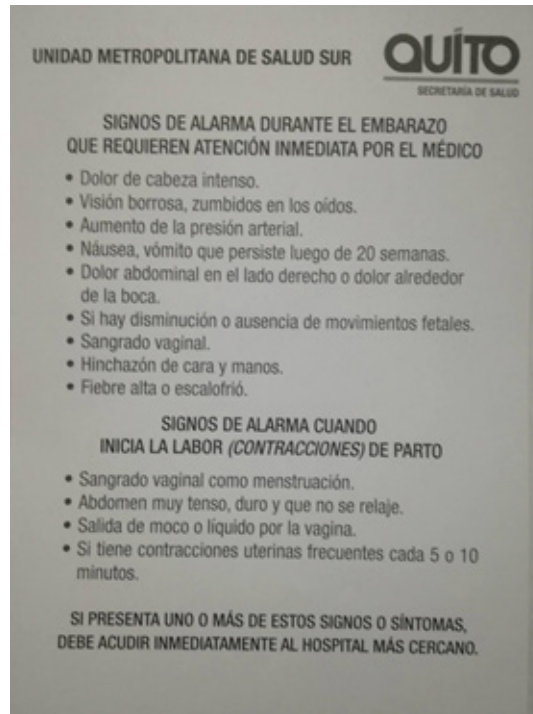 UNIDAD METROPOLITANA DE SALUD SUR
QUÍTO
SECRETARÍA DE SALUD
SIGNOS DE ALARMA DURANTE EL EMBARAZO
QUE REQUIEREN ATENCIÓN INMEDIATA POR EL MÉDICO
• Dolor de cabeza intenso.
• Visión borrosa, zumbidos en los oídos.
• Aumento de la presión arterial.
• Náusea, vómito que persiste luego de 20 semanas.
• Dolor abdominal en el lado derecho o dolor alrededor
de la boca.
• Si hay disminución o ausencia de movimientos fetales.
• Sangrado vaginal.
• Hinchazón de cara y manos.
• Fiebre alta o escalofrió.
SIGNOS DE ALARMA CUANDO
INICIA LA LABOR (CONTRACCIONES) DE PARTO
• Sangrado vaginal como menstruación.
• Abdomen muy tenso, duro y que no se relaje.
• Salida de moco o líquido por la vagina.
• Si tiene contracciones uterinas frecuentes cada 5 o 10
minutos.
SI PRESENTA UNO O MÁS DE ESTOS SIGNOS O SÍNTOMAS,
DEBE ACUDIR INMEDIATAMENTE AL HOSPITAL MÁS CERCANO.